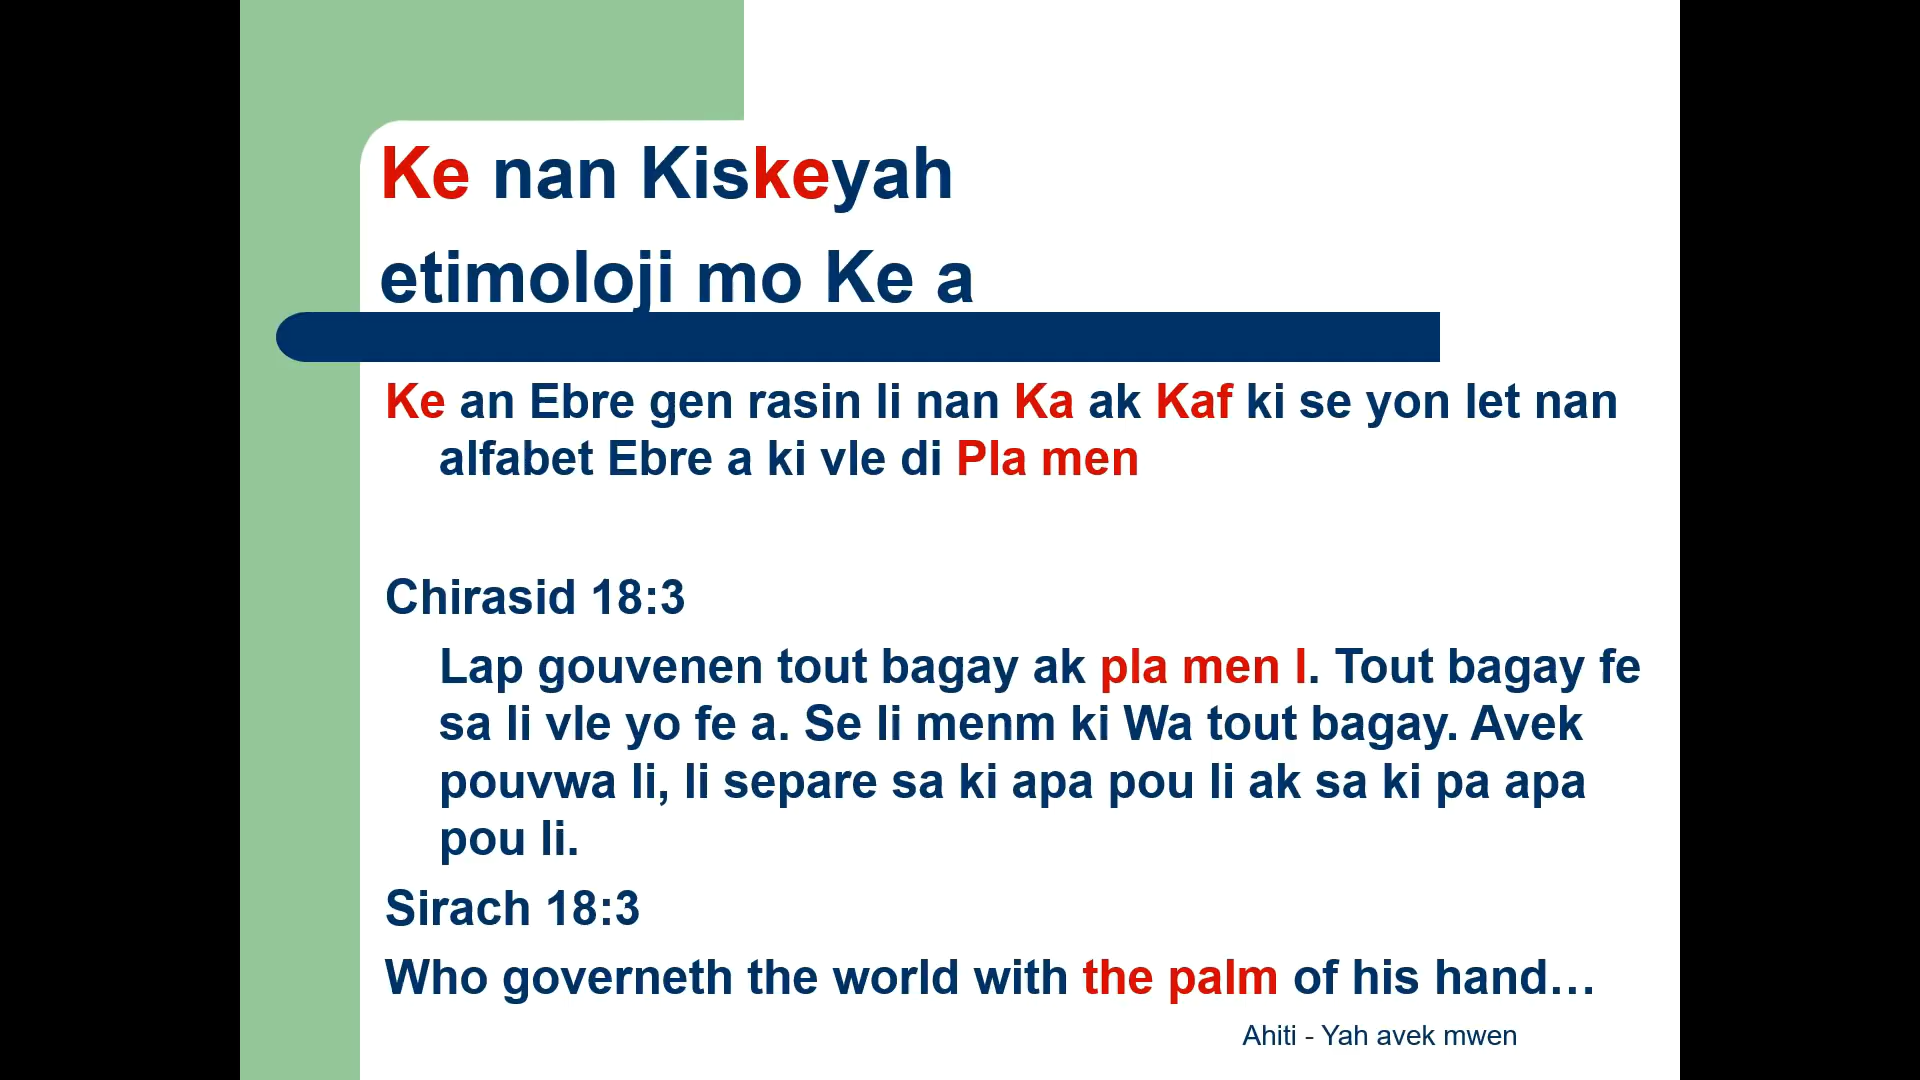 Ke nan Kiskeyah
etimoloji mo Ke a
Ke an Ebre gen rasin li nan Ka ak Kaf ki se yon let nan
alfabet Ebre a ki vle di Pla men
Chirasid 18:3
Lap gouvenen tout bagay ak pla men l. Tout bagay fe
sa li vle yo fe a. Se li menm ki Wa tout bagay. Avek
pouvwa li, li separe sa ki apa pou li ak sa ki pa apa
pou li.
Sirach 18:3
Who governeth the world with the palm of his hand…
Ahiti - Yah avek mwen